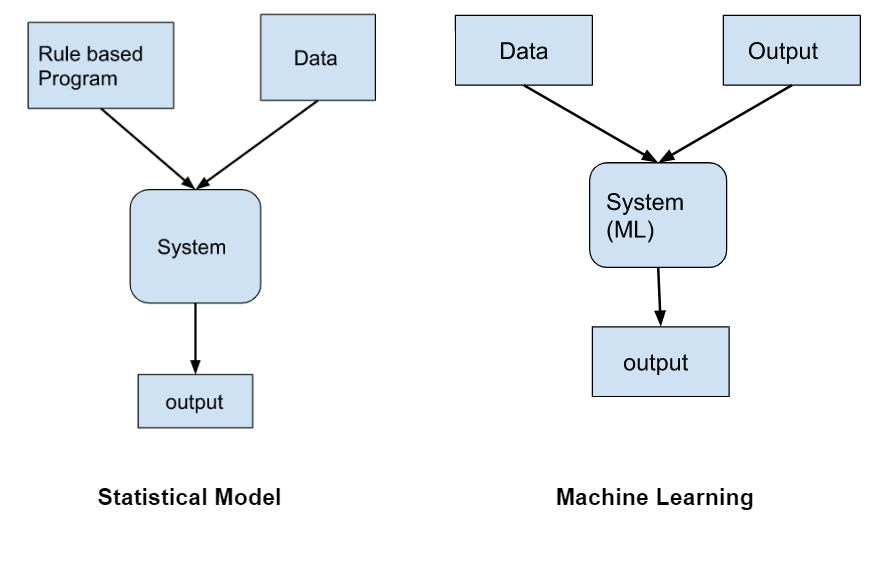 Rule based
Program
Data
System
output
Statistical Model
Data
Output
System
(ML)
output
Machine Learning